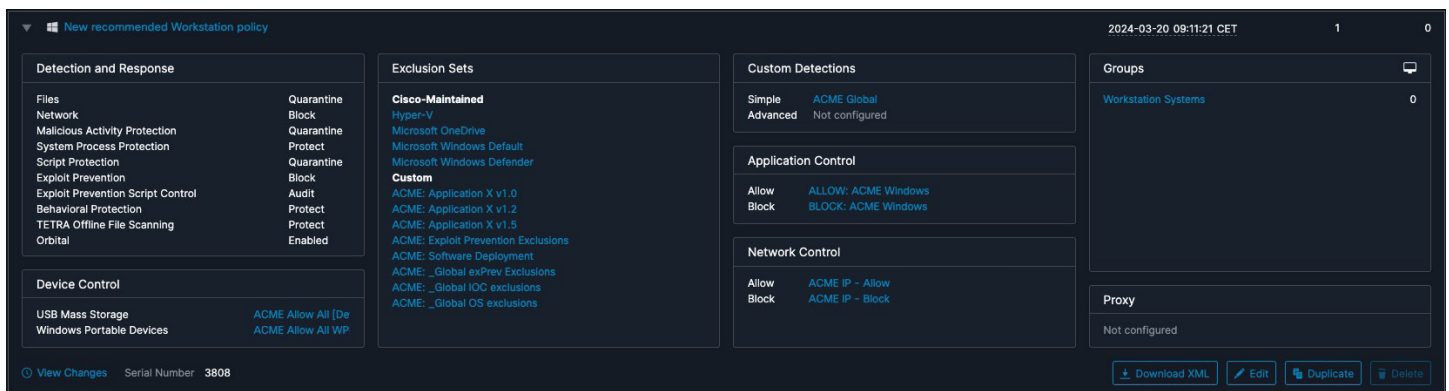 New recommended Workstation policy 2024-03-20 09:11:21 CET 1 0
Detection and Response
Files Quarantine
Network Block
Malicious Activity Protection Quarantine
System Process Protection Protect
Script Protection Quarantine
Exploit Prevention Block
Exploit Prevention Script Control Audit
Behavioral Protection Protect
TETRA Offline File Scanning Protect
Orbital Enabled
Device Control
USB Mass Storage ACME Allow All [De
Windows Portable Devices ACME Allow All WP
Exclusion Sets
Cisco-Maintained
Hyper-V
Microsoft OneDrive
Microsoft Windows Default
Microsoft Windows Defender
Custom
ACME: Application X v1.0
ACME: Application X v1.2
ACME: Application X v1.5
ACME: Exploit Prevention Exclusions
ACME: Software Deployment
ACME: _Global exPrev Exclusions
ACME: _Global IOC exclusions
ACME: _Global OS exclusions
Custom Detections
Simple ACME Global
Advanced Not configured
Application Control
Allow ALLOW: ACME Windows
Block BLOCK: ACME Windows
Network Control
Allow ACME IP - Allow
Block ACME IP - Block
Groups
Workstation Systems 0
Proxy
Not configured
View Changes Serial Number 3808 Download XML Edit Duplicate Delete